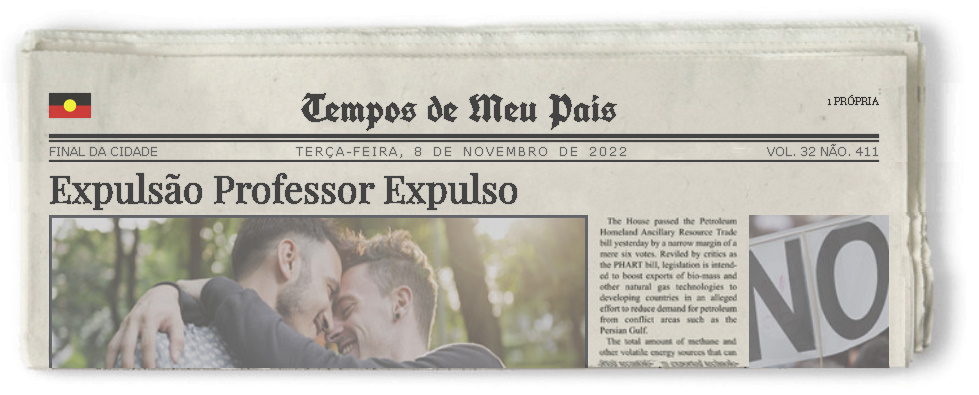 Tempos de Meu País
1 PRÓPRIA
FINAL DA CIDADE
TERÇA-FEIRA, 8 DE NOVEMBRO DE 2022
VOL. 32 NÃO. 411
Expulsão Professor Expulso
The House passed the Petroleum
Homeland Ancillary Resource Trade
bill yesterday by a narrow margin of a
mere six votes. Reviled by critics as
the PHART bill, legislation is intend-
ed to boost exports of bio-mass and
other natural gas technologies to
developing countries in an alleged
effort to reduce demand for petroleum
from conflict areas such as the
Persian Gulf.
The total amount of methane and
other volatile energy sources that can
NO